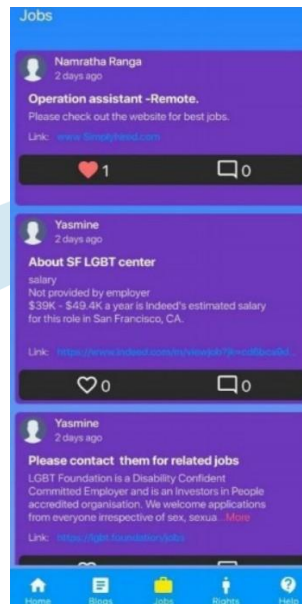 Jobs
Namratha Ranga
2 days ago
Operation assistant -Remote.
Please check out the website for best jobs.
Link:
1
0
Yasmine
2 days ago
About SF LGBT center
salary
Not provided by employer
$39K - $49.4K a year is Indeed's estimated salary
for this role in San Francisco, CA.
Link:
0
0
Yasmine
2 days ago
Please contact them for related jobs
LGBT Foundation is a Disability Confident
Committed Employer and is an Investors in People
accredited organisation. We welcome applications
from everyone irrespective of sex, sexua...More
Link: https://lgbt.foundation/jobs
Home
Blogs
Jobs
Rights
Help